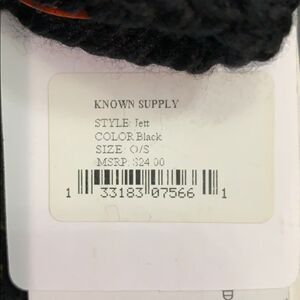 KNOWN SUPPLY
STYLE: Jett
COLOR Black
SIZE: O/S
MSRP: $24.00
1 33183 07566 1